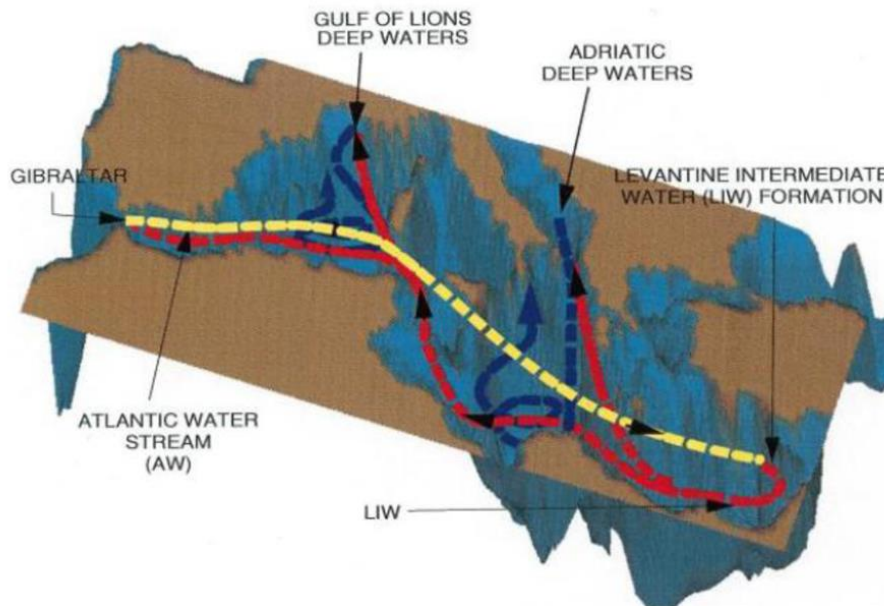 GULF OF LIONS
DEEP WATERS
ADRIATIC
DEEP WATERS
GIBRALTAR
LEVANTINE INTERMEDIATE
WATER (LIW) FORMATION
ATLANTIC WATER
STREAM
(AW)
LIW